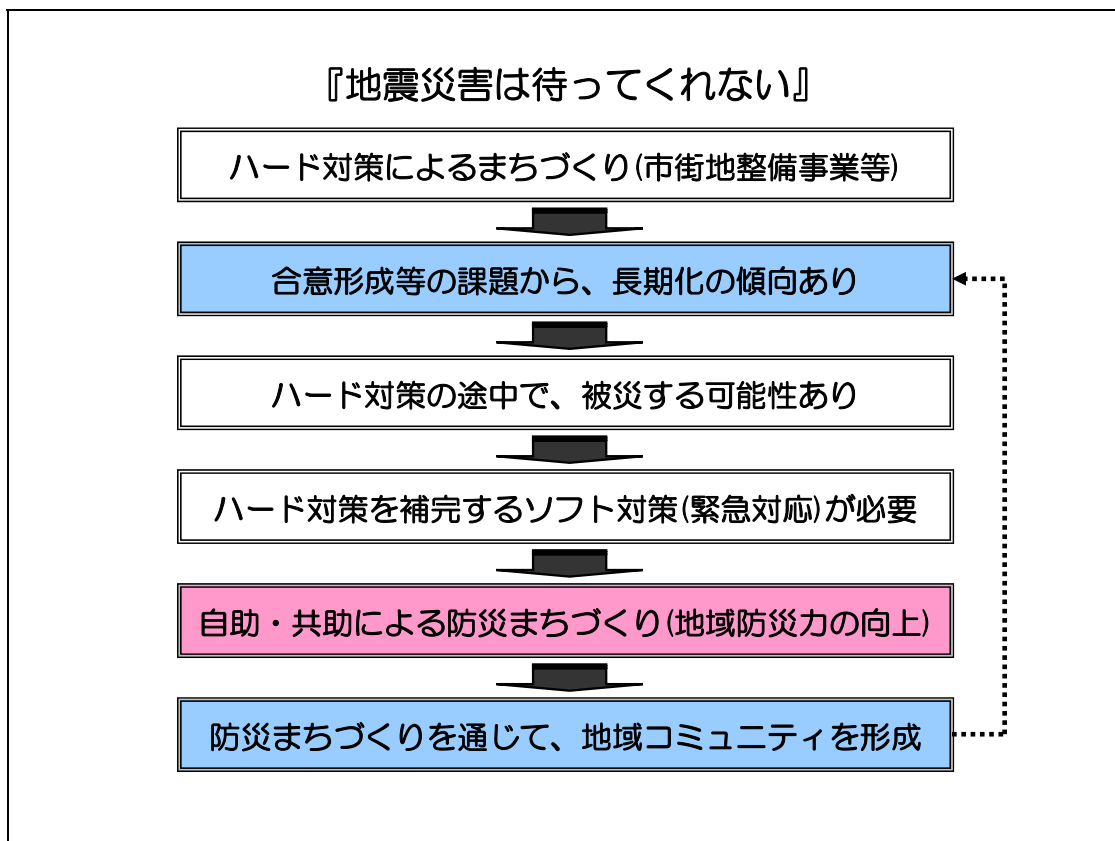 『地震災害は待ってくれない』
ハード対策によるまちづくり(市街地整備事業等)
合意形成等の課題から、長期化の傾向あり
ハード対策の途中で、被災する可能性あり
ハード対策を補完するソフト対策(緊急対応)が必要
自助・共助による防災まちづくり(地域防災力の向上)
防災まちづくりを通じて、地域コミュニティを形成